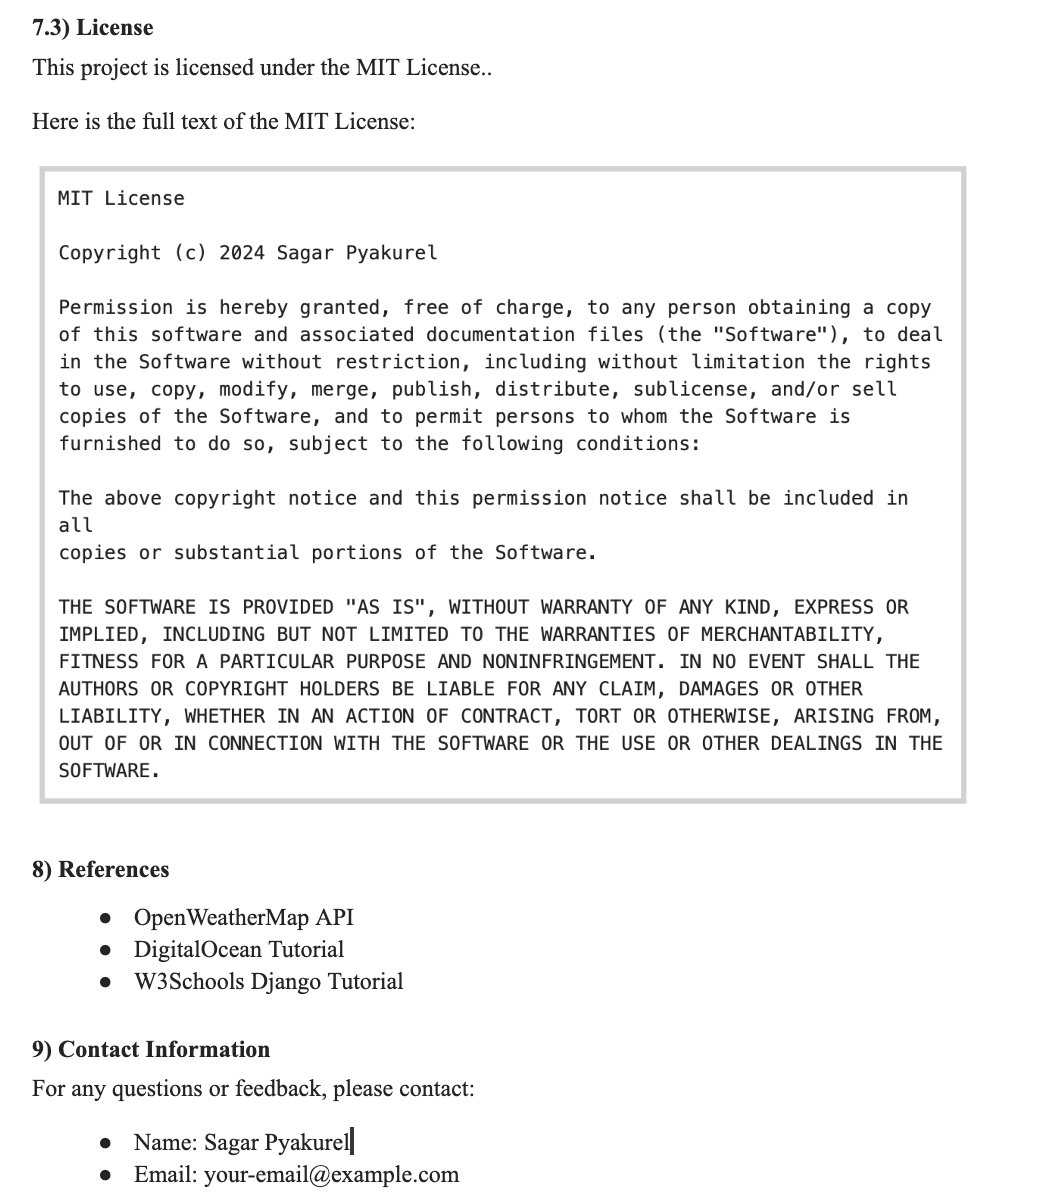 7.3) License
This project is licensed under the MIT License..
Here is the full text of the MIT License:
MIT License
Copyright (c) 2024 Sagar Pyakurel
Permission is hereby granted, free of charge, to any person obtaining a copy
of this software and associated documentation files (the "Software"), to deal
in the Software without restriction, including without limitation the rights
to use, copy, modify, merge, publish, distribute, sublicense, and/or sell
copies of the Software, and to permit persons to whom the Software is
furnished to do so, subject to the following conditions:
The above copyright notice and this permission notice shall be included in
all
copies or substantial portions of the Software.
THE SOFTWARE IS PROVIDED "AS IS", WITHOUT WARRANTY OF ANY KIND, EXPRESS OR
IMPLIED, INCLUDING BUT NOT LIMITED TO THE WARRANTIES OF MERCHANTABILITY,
FITNESS FOR A PARTICULAR PURPOSE AND NONINFRINGEMENT. IN NO EVENT SHALL THE
AUTHORS OR COPYRIGHT HOLDERS BE LIABLE FOR ANY CLAIM, DAMAGES OR OTHER
LIABILITY, WHETHER IN AN ACTION OF CONTRACT, TORT OR OTHERWISE, ARISING FROM,
OUT OF OR IN CONNECTION WITH THE SOFTWARE OR THE USE OR OTHER DEALINGS IN THE
SOFTWARE.
8) References
● OpenWeatherMap API
● DigitalOcean Tutorial
● W3Schools Django Tutorial
9) Contact Information
For any questions or feedback, please contact:
● Name: Sagar Pyakurel
● Email: your-email@example.com